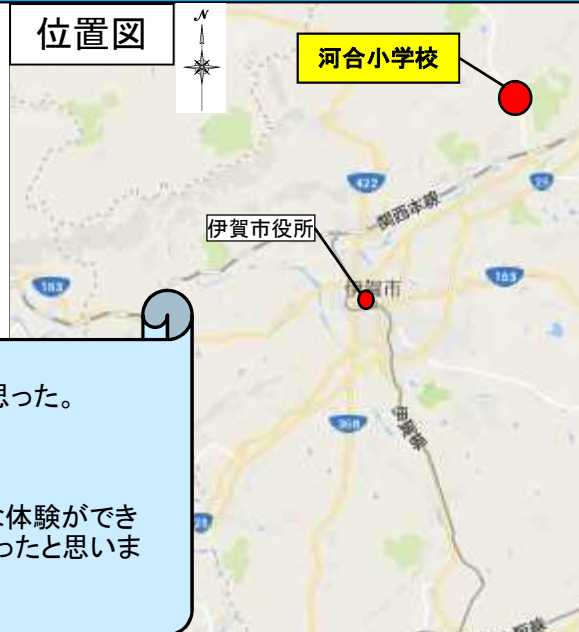 位置図
N
河合小学校
422
29
関西本線
伊賀市役所
163
163
伊賀市
思った。
368
伊賀線
な体験ができ
ったと思いま